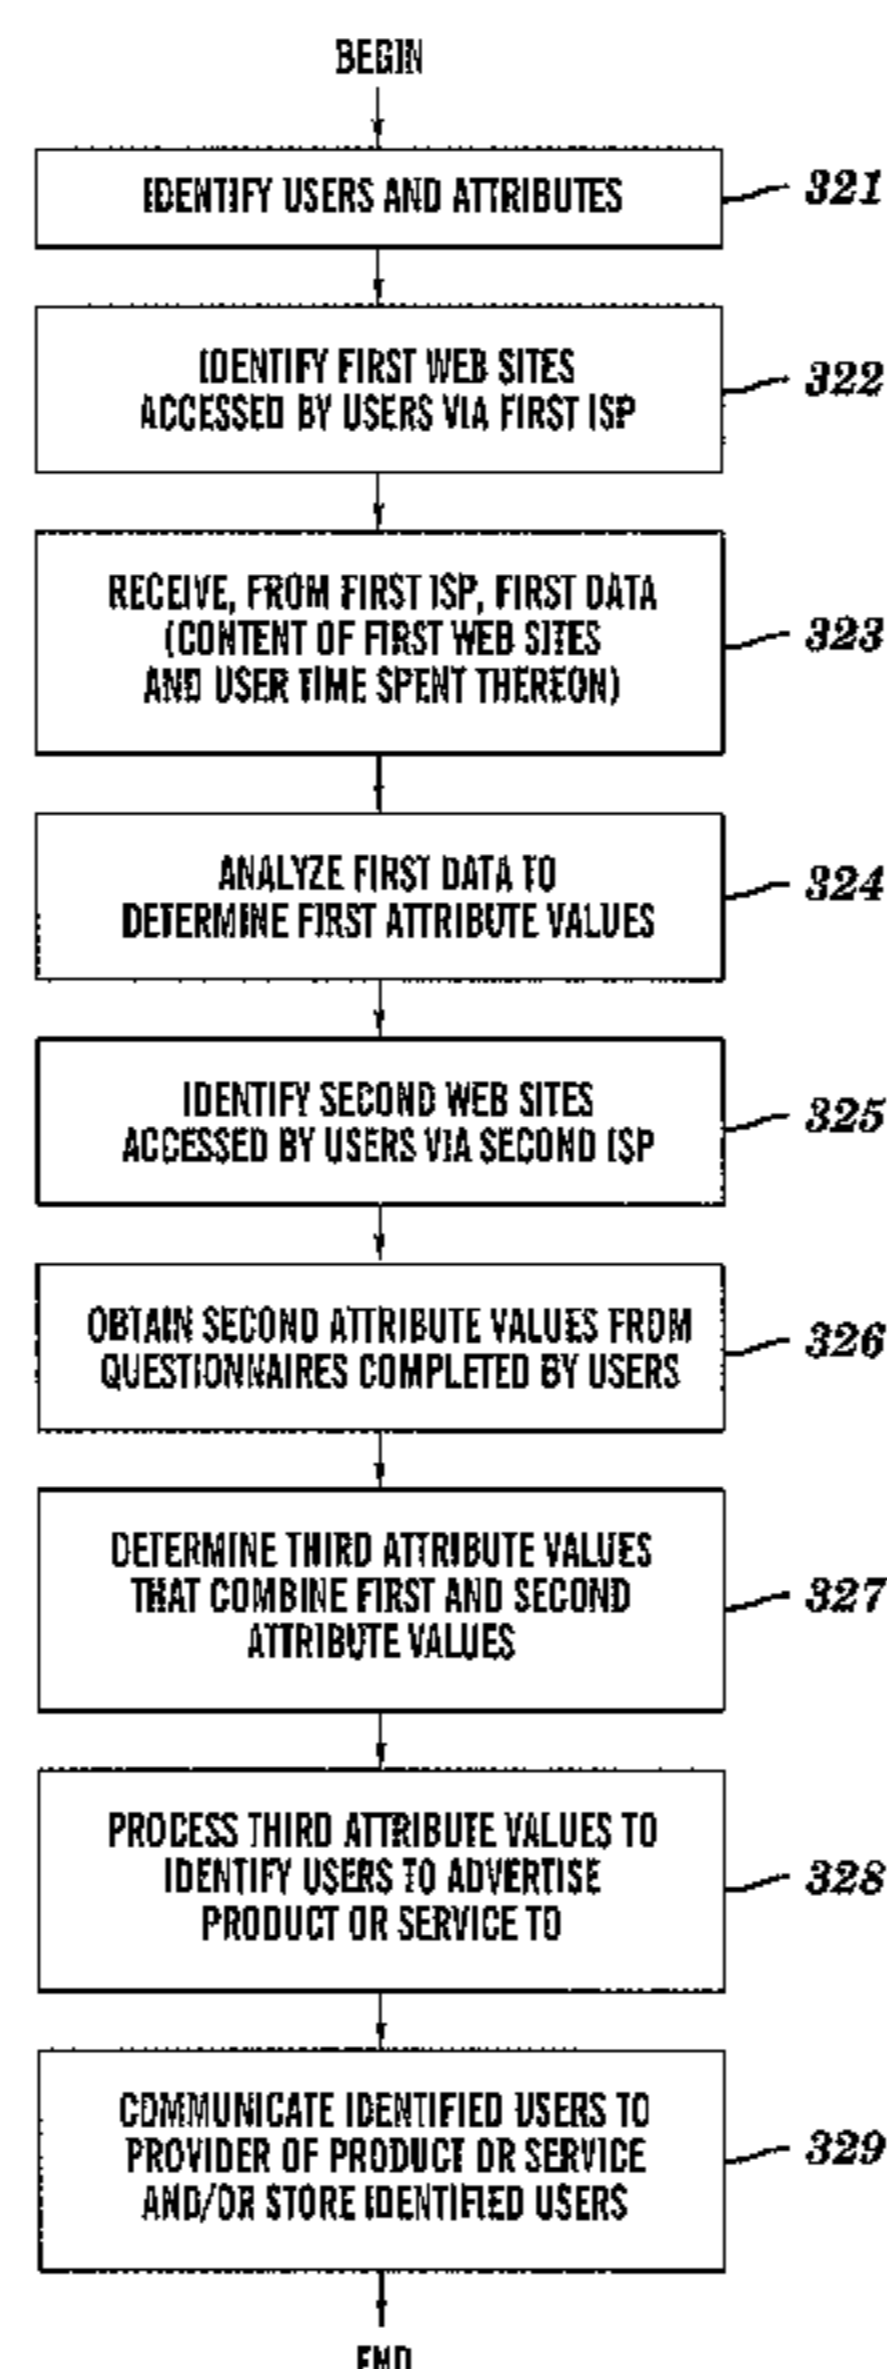 BEGIN
IDENTIFY USERS AND ATTRIBUTES
321
IDENTIFY FIRST WEB SITES
ACCESSED BY USERS VIA FIRST ISP
322
RECEIVE, FROM FIRST ISP, FIRST DATA
(CONTENT OF FIRST WEB SITES
AND USER TIME SPENT THEREON)
323
ANALYZE FIRST DATA TO
DETERMINE FIRST ATTRIBUTE VALUES
324
IDENTIFY SECOND WEB SITES
ACCESSED BY USERS VIA SECOND ISP
325
OBTAIN SECOND ATTRIBUTE VALUES FROM
QUESTIONNAIRES COMPLETED BY USERS
326
DETERMINE THIRD ATTRIBUTE VALUES
THAT COMBINE FIRST AND SECOND
ATTRIBUTE VALUES
327
PROCESS THIRD ATTRIBUTE VALUES TO
IDENTIFY USERS TO ADVERTISE
PRODUCT OR SERVICE TO
328
COMMUNICATE IDENTIFIED USERS TO
PROVIDER OF PRODUCT OR SERVICE
AND/OR STORE IDENTIFIED USERS
329
END